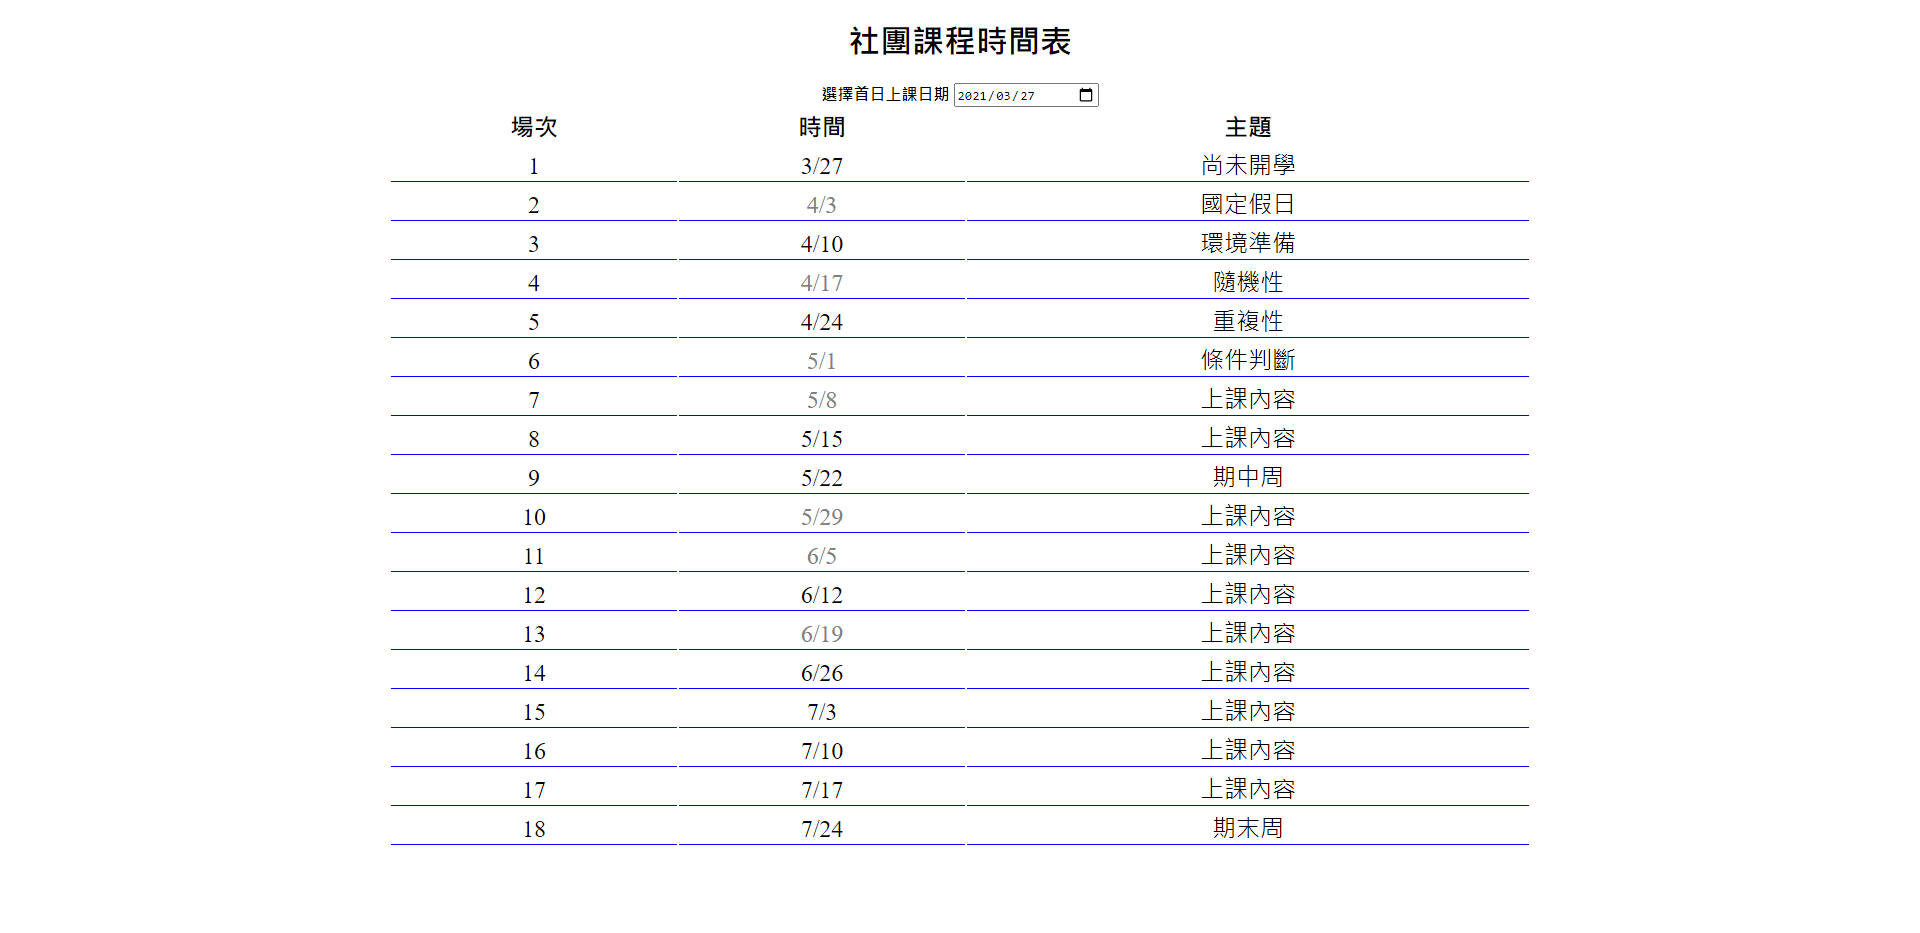 社團課程時間表
選擇首日上課日期 2021/03/27
場次 時間 主題
1 3/27 尚未開學
2 4/3 國定假日
3 4/10 環境準備
4 4/17 隨機性
5 4/24 重複性
6 5/1 條件判斷
7 5/8 上課內容
8 5/15 上課內容
9 5/22 期中周
10 5/29 上課內容
11 6/5 上課內容
12 6/12 上課內容
13 6/19 上課內容
14 6/26 上課內容
15 7/3 上課內容
16 7/10 上課內容
17 7/17 上課內容
18 7/24 期末周